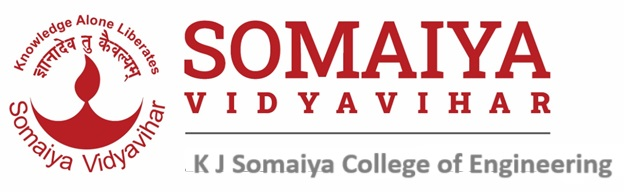 Knowledge Alone Liberates
ज्ञानादेव तु कैवल्यम्
Somaiya Vidyavihar
SOMAIYA
VIDYAVIHAR
K J Somaiya College of Engineering